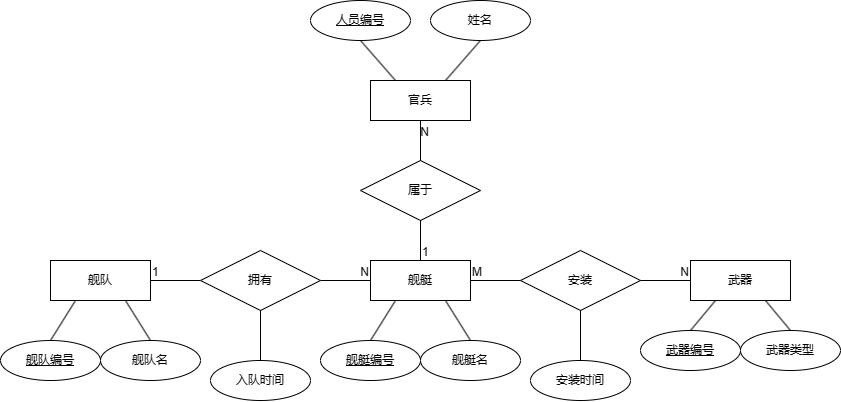 人员编号
姓名
官兵
N
属于
1
舰队
1
拥有
N
舰艇
M
安装
N
武器
舰队编号
舰队名
入队时间
舰艇编号
舰艇名
安装时间
武器编号
武器类型